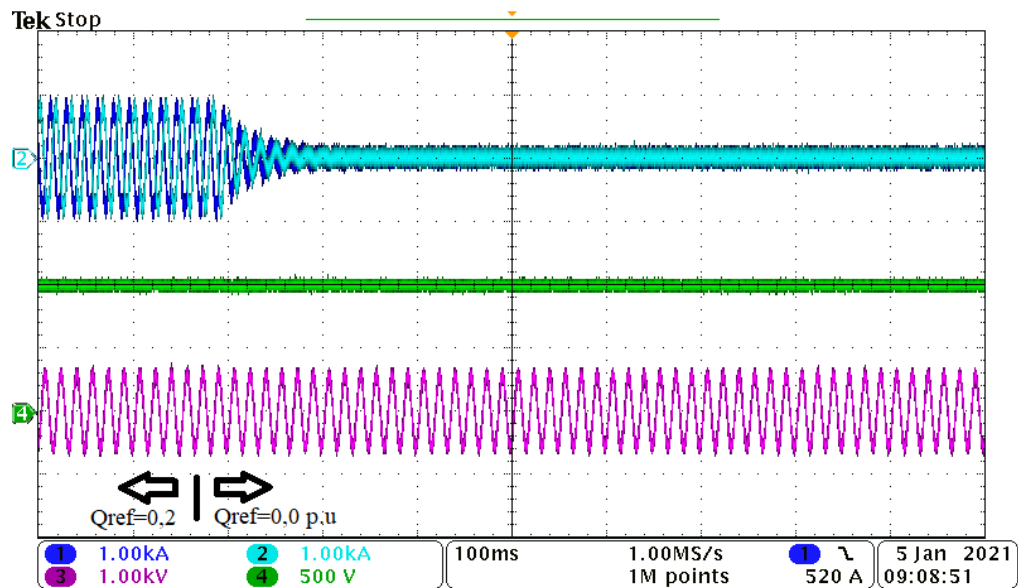 Tek Stop
2
4
Qref=0,2 Qref=0,0 p,u
1 1.00kA 2 1.00kA 100ms 1.00MS/s 1 520 A 5 Jan 2021
3 1.00kV 4 500 V 1M points 09:08:51